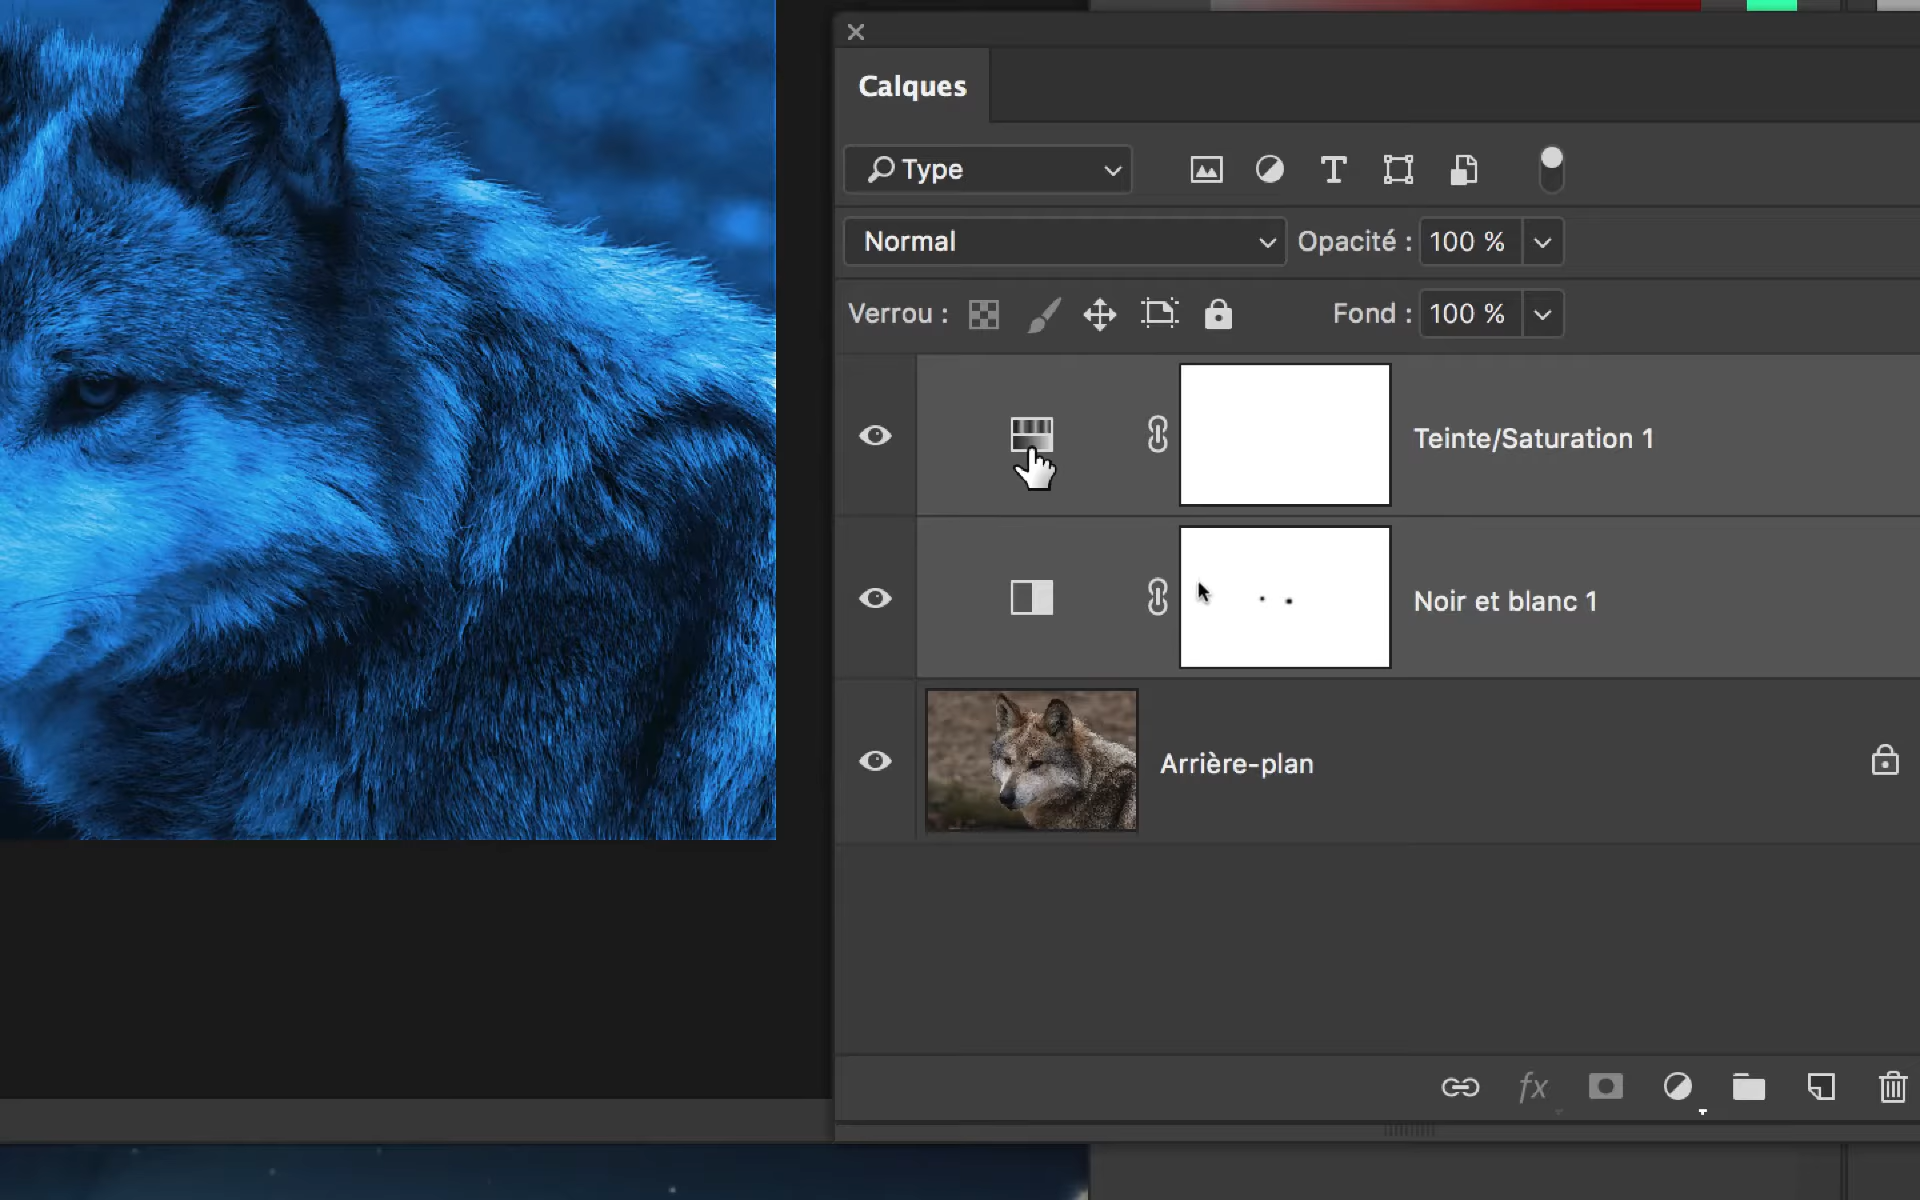 Calques
Type
Normal
Opacité : 100 %
Verrou :
Fond : 100 %
Teinte/Saturation 1
Noir et blanc 1
Arrière-plan
fx